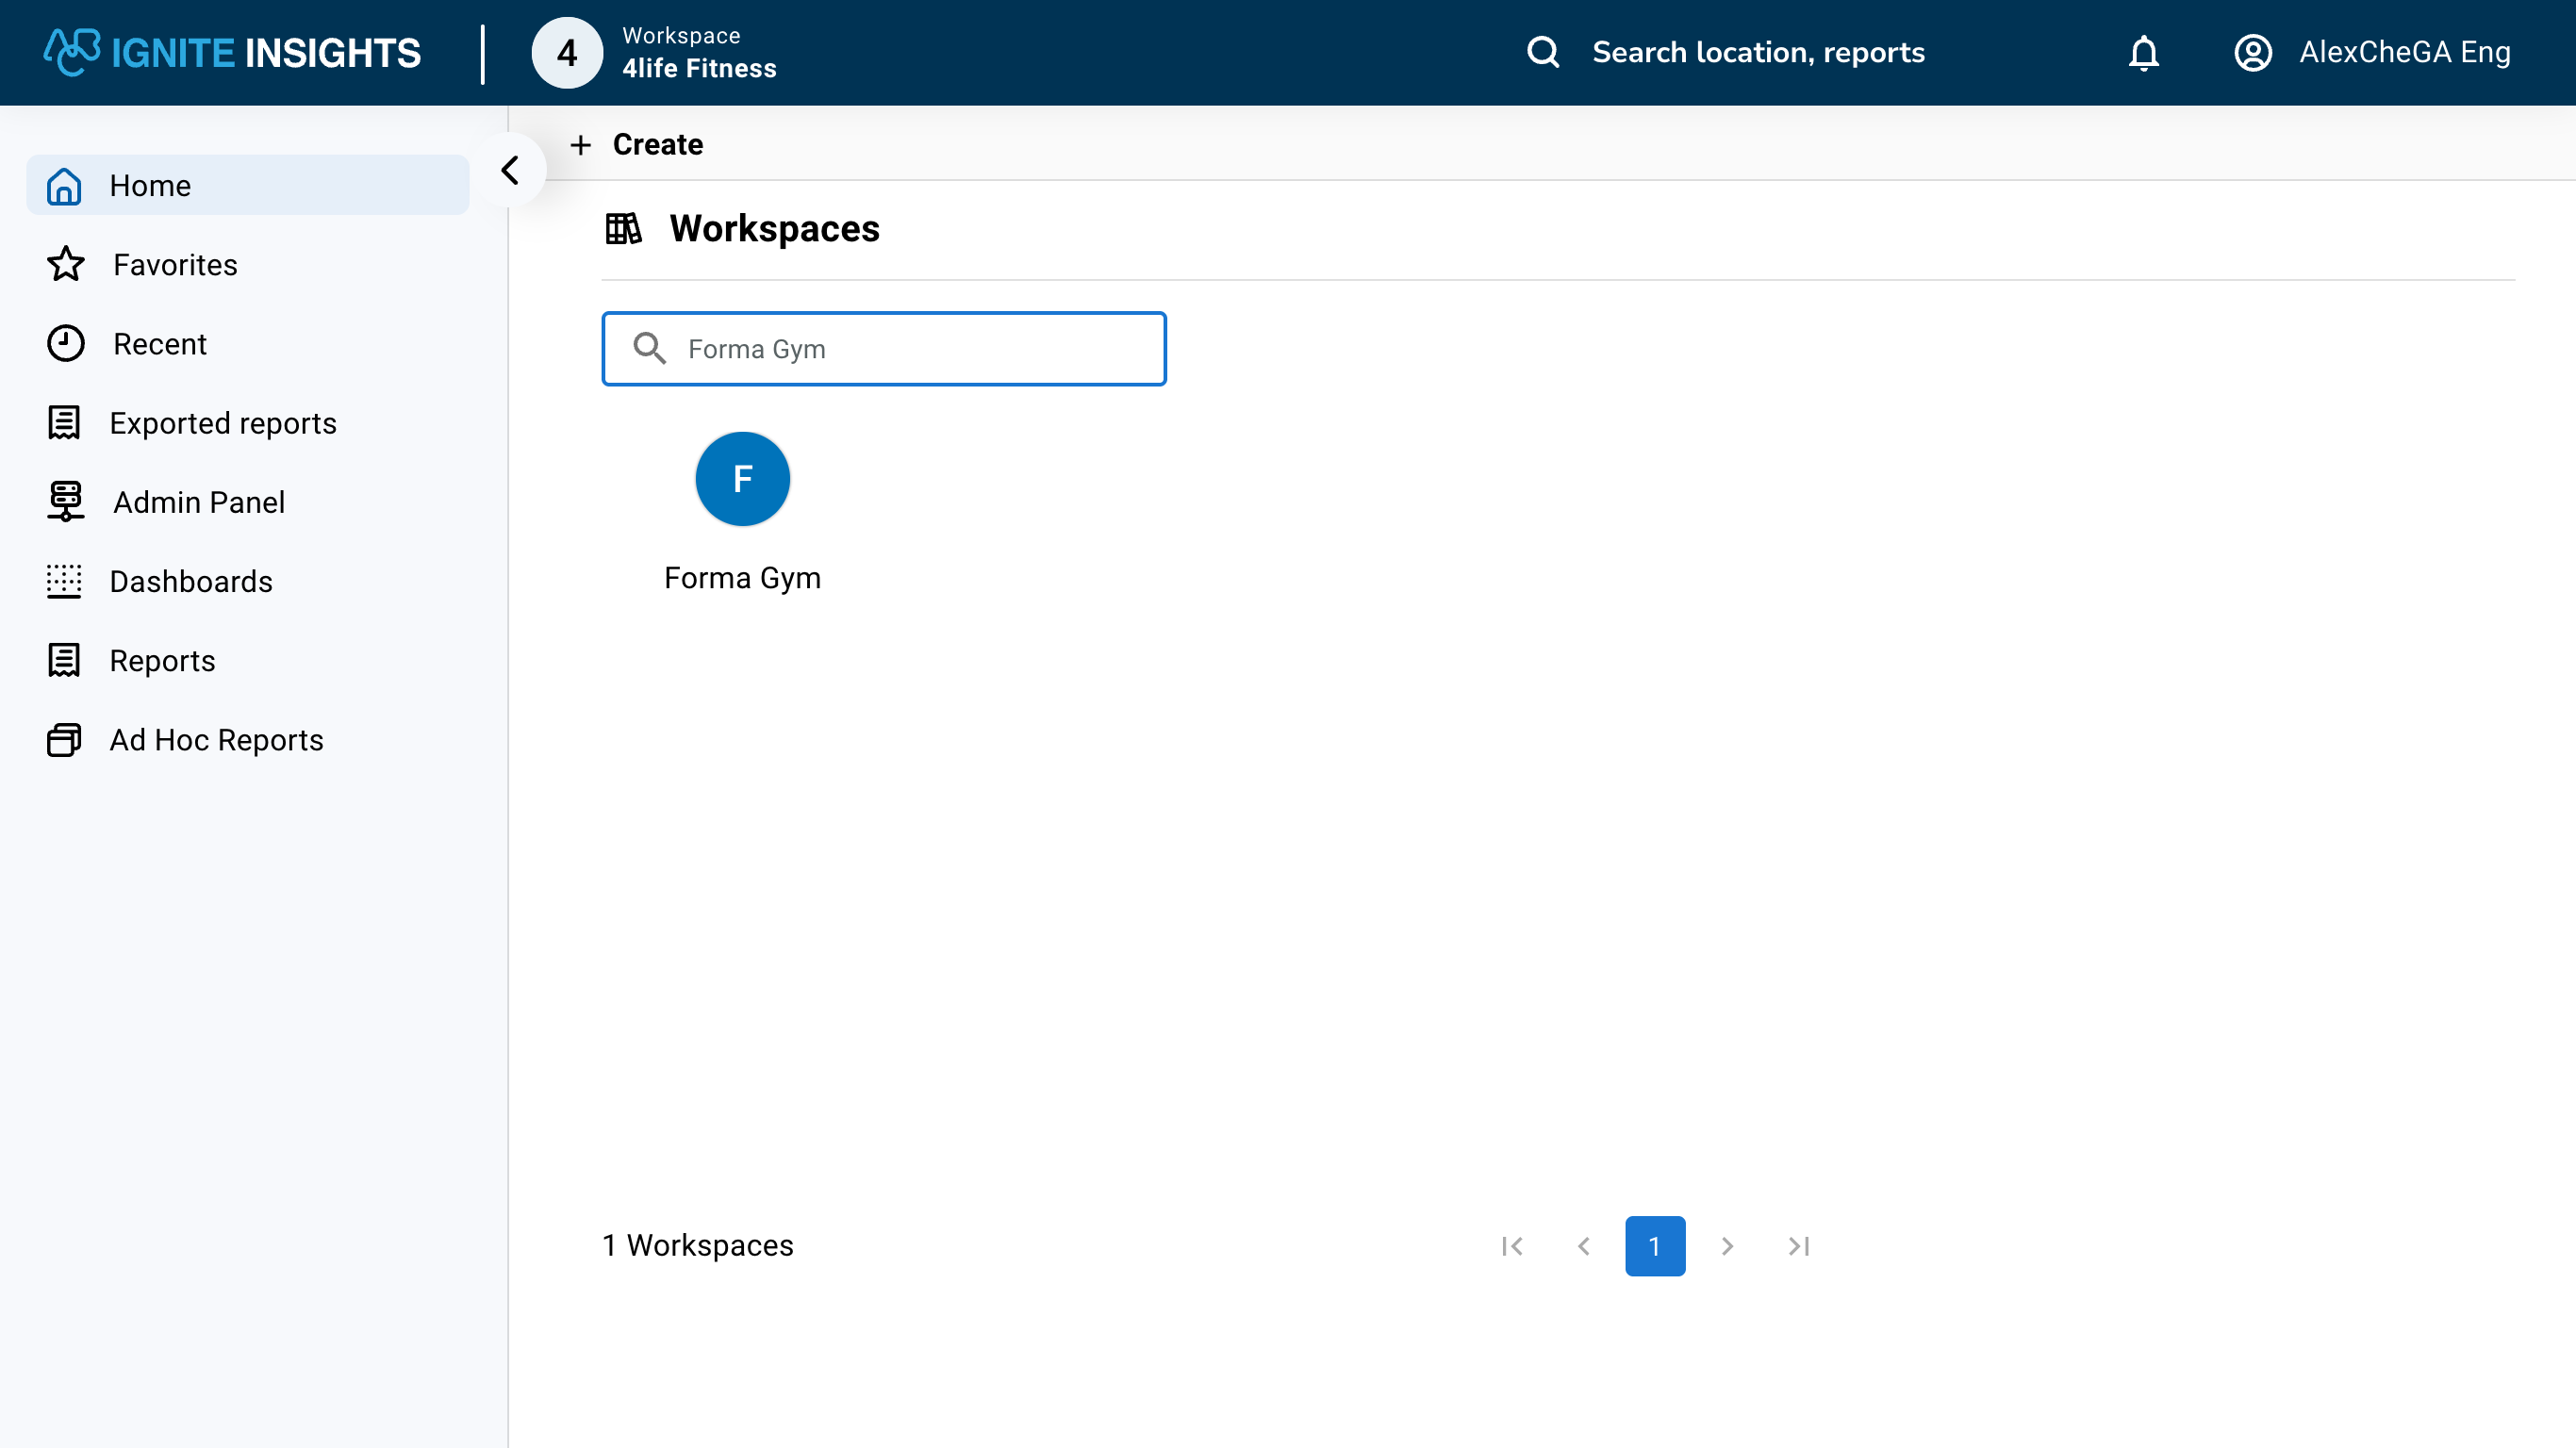 IGNITE INSIGHTS
4
Workspace
4life Fitness
Search location, reports
AlexCheGA Eng
Home
Favorites
Recent
Exported reports
Admin Panel
Dashboards
Reports
Ad Hoc Reports
+ Create
Workspaces
Forma Gym
F
Forma Gym
1 Workspaces
1